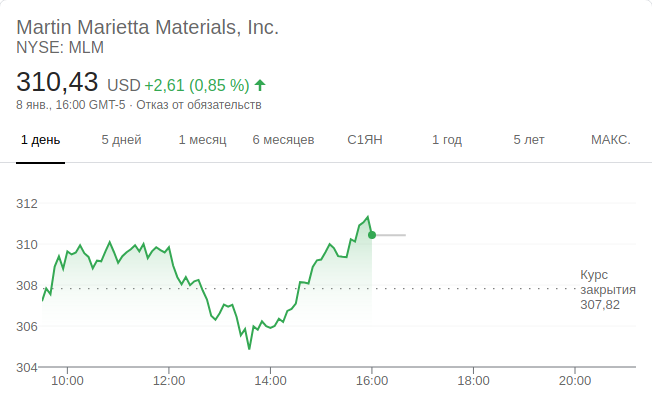 Martin Marietta Materials, Inc.
NYSE: MLM
310,43 USD +2,61 (0,85 %)
8 янв., 16:00 GMT-5 · Отказ от обязательств
1 день 5 дней 1 месяц 6 месяцев С1ЯН 1 год 5 лет МАКС.
312
310
308
306
304
Курс
закрытия
307,82
10:00 12:00 14:00 16:00 18:00 20:00